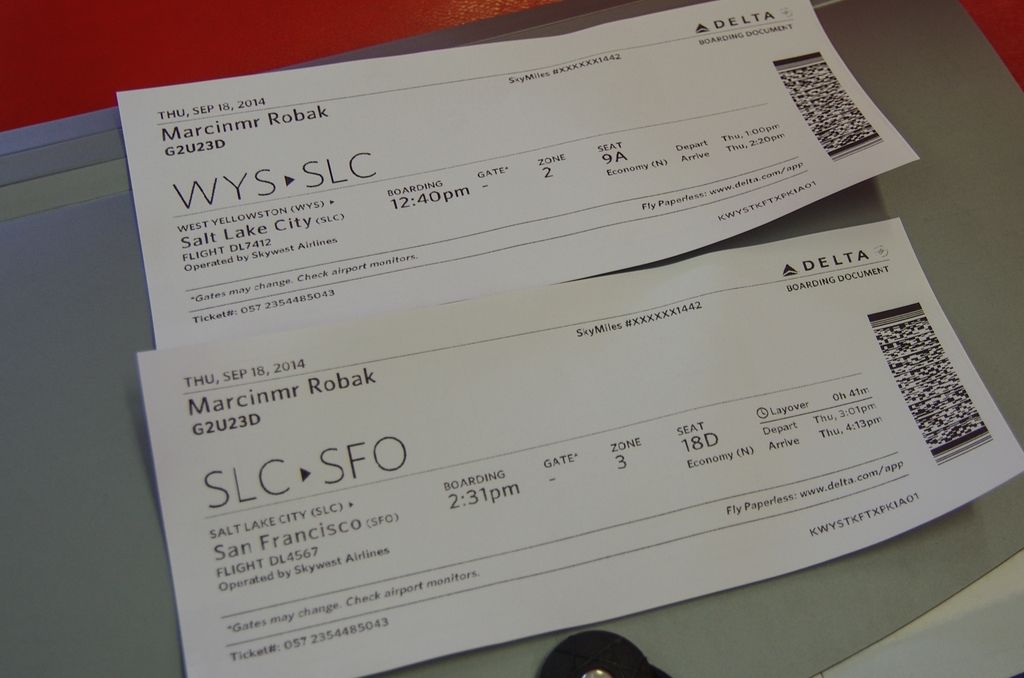 DELTA
BOARDING DOCUMENT
SkyMiles #XXXXXX1442
THU, SEP 18, 2014
Marcinmr Robak
G2U23D
WYS ▸ SLC
WEST YELLOWSTON (WYS) ▸
Salt Lake City (SLC)
FLIGHT DL7412
Operated by Skywest Airlines
BOARDING
12:40pm
GATE*
-
ZONE
2
SEAT
9A
Economy (N)
Depart Thu, 1:00pm
Arrive Thu, 2:20pm
Fly Paperless: www.delta.com/app
*Gates may change. Check airport monitors.
Ticket#: 057 2354485043
KWYSTKFTXPKIAO1
DELTA
BOARDING DOCUMENT
SkyMiles #XXXXXX1442
THU, SEP 18, 2014
Marcinmr Robak
G2U23D
SLC ▸ SFO
SALT LAKE CITY (SLC) ▸
San Francisco (SFO)
FLIGHT DL4567
Operated by Skywest Airlines
BOARDING
2:31pm
GATE*
-
ZONE
3
SEAT
18D
Economy (N)
Layover 0h 41m
Depart Thu, 3:01pm
Arrive Thu, 4:13pm
Fly Paperless: www.delta.com/app
*Gates may change. Check airport monitors.
Ticket#: 057 2354485043
KWYSTKFTXPKIAO1